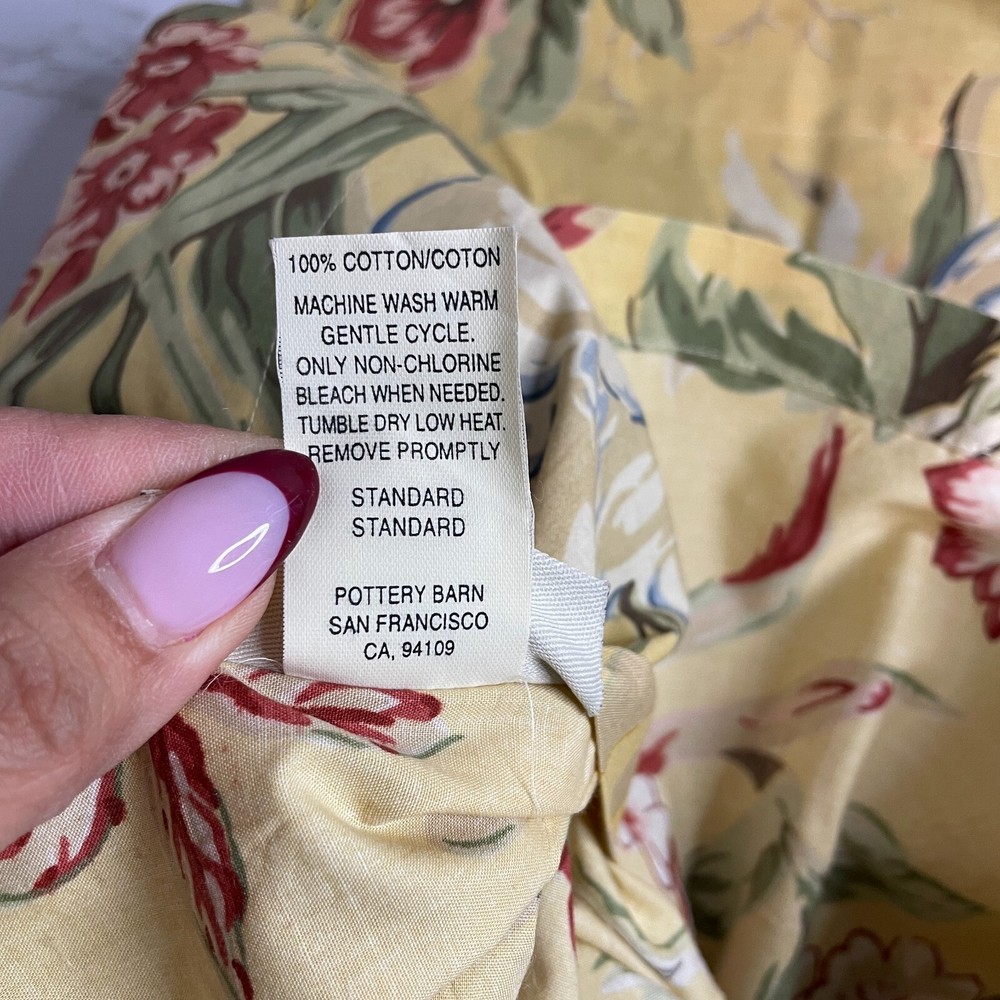 100% COTTON/COTON
MACHINE WASH WARM
GENTLE CYCLE.
ONLY NON-CHLORINE
BLEACH WHEN NEEDED.
TUMBLE DRY LOW HEAT.
REMOVE PROMPTLY
STANDARD
STANDARD
POTTERY BARN
SAN FRANCISCO
CA, 94109